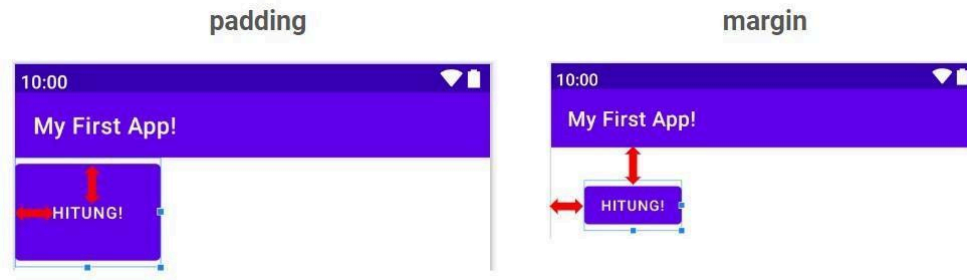 padding
margin
10:00
My First App!
HITUNG!
10:00
My First App!
HITUNG!